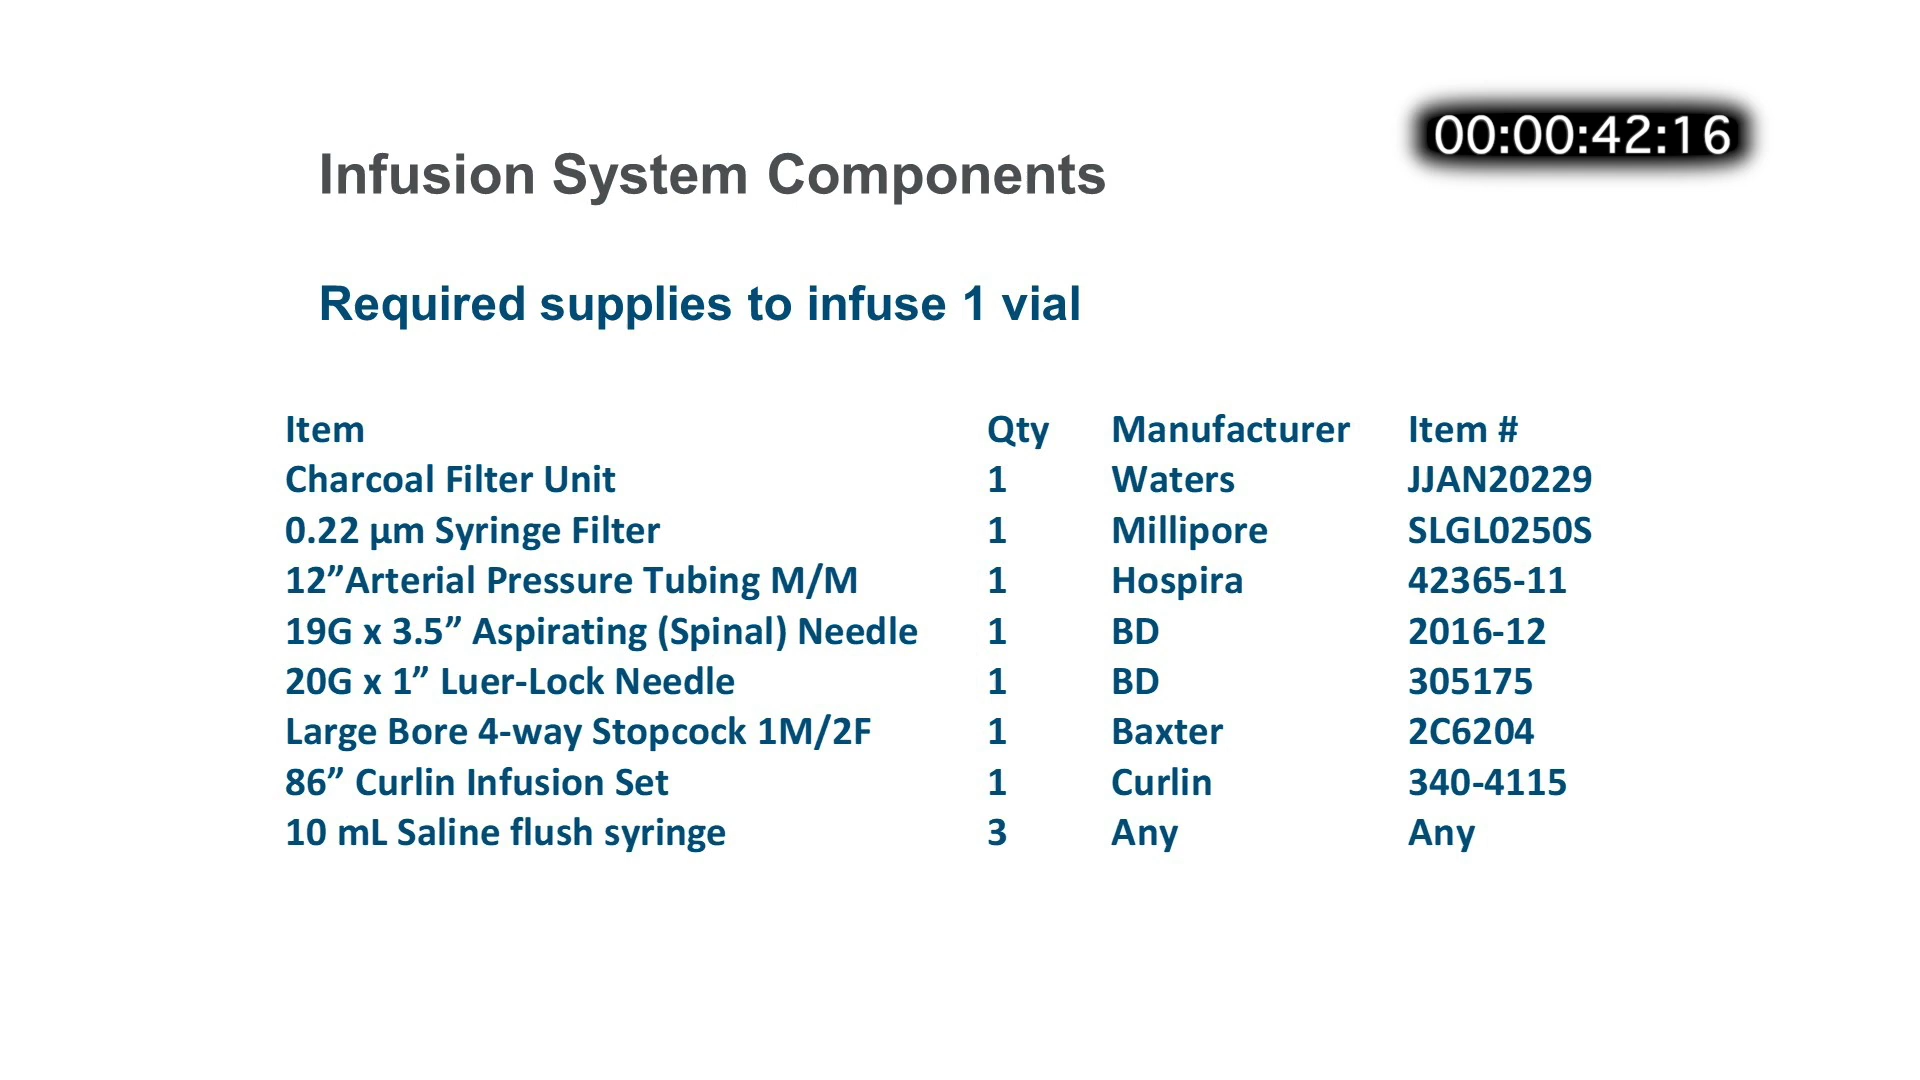 00:00:42:16
Infusion System Components
Required supplies to infuse 1 vial
Item Qty Manufacturer Item #
Charcoal Filter Unit 1 Waters JJAN20229
0.22 µm Syringe Filter 1 Millipore SLGL0250S
12”Arterial Pressure Tubing M/M 1 Hospira 42365-11
19G x 3.5” Aspirating (Spinal) Needle 1 BD 2016-12
20G x 1” Luer-Lock Needle 1 BD 305175
Large Bore 4-way Stopcock 1M/2F 1 Baxter 2C6204
86” Curlin Infusion Set 1 Curlin 340-4115
10 mL Saline flush syringe 3 Any Any